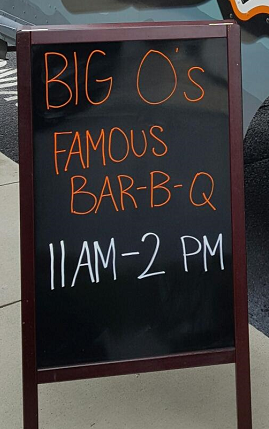 BIG O's
FAMOUS
BAR-B-Q
11AM-2 PM